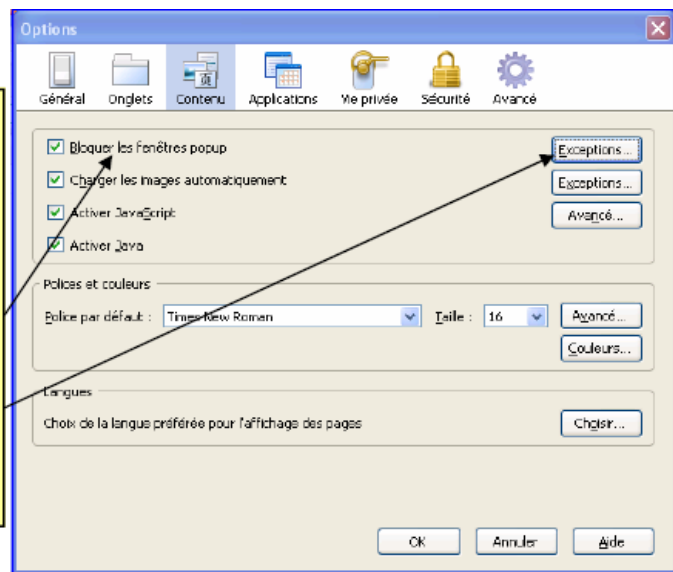 Options
Général Onglets Contenu Applications Vie privée Sécurité Avancé
Bloquer les fenêtres popup Exceptions...
Charger les images automatiquement Exceptions...
Activer JavaScript Avancé...
Activer Java
Polices et couleurs
Police par défaut : Times New Roman Taille : 16 Avancé...
Couleurs...
Langues
Choix de la langue préférée pour l'affichage des pages Choisir...
OK Annuler Aide